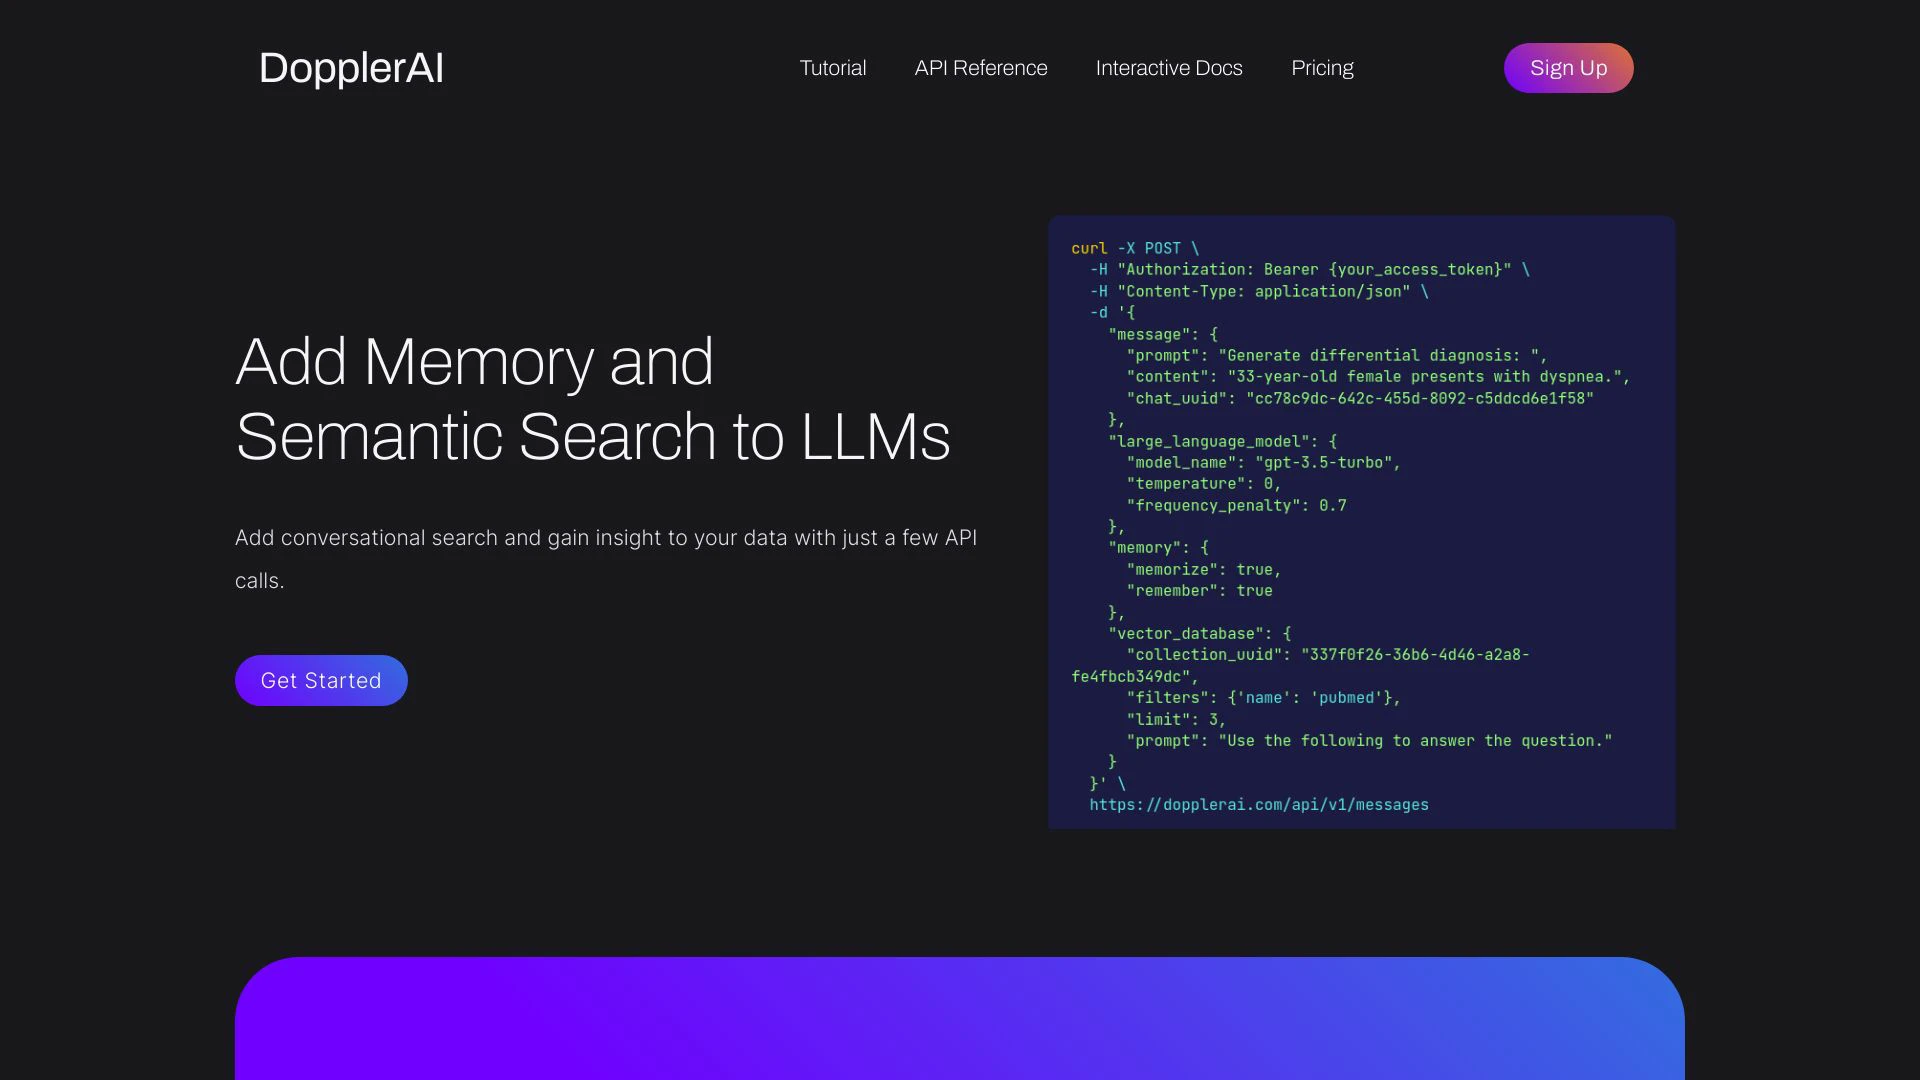 DopplerAI
Tutorial
API Reference
Interactive Docs
Pricing
Sign Up
Add Memory and
Semantic Search to LLMs
Add conversational search and gain insight to your data with just a few API
calls.
Get Started
curl -X POST \
  -H "Authorization: Bearer {your_access_token}" \
  -H "Content-Type: application/json" \
  -d '{
    "message": {
      "prompt": "Generate differential diagnosis: ",
      "content": "33-year-old female presents with dyspnea.",
      "chat_uuid": "cc78c9dc-642c-455d-8092-c5ddcd6e1f58"
    },
    "large_language_model": {
      "model_name": "gpt-3.5-turbo",
      "temperature": 0,
      "frequency_penalty": 0.7
    },
    "memory": {
      "memorize": true,
      "remember": true
    },
    "vector_database": {
      "collection_uuid": "337f0f26-36b6-4d46-a2a8-
fe4fbcb349dc",
      "filters": {'name': 'pubmed'},
      "limit": 3,
      "prompt": "Use the following to answer the question."
    }
  }' \
  https://dopplerai.com/api/v1/messages